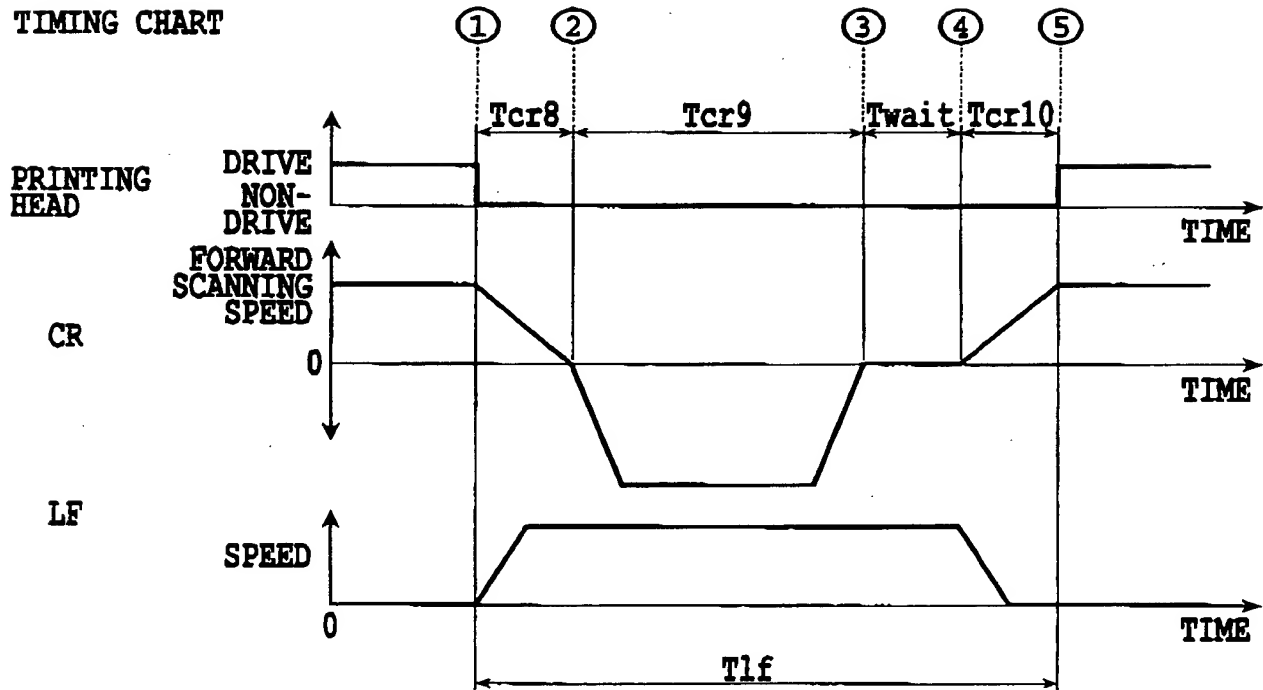 TIMING CHART
① ② ③ ④ ⑤
Tcr8 Tcr9 Twait Tcr10
PRINTING
HEAD
DRIVE
NON-
DRIVE
TIME
FORWARD
SCANNING
SPEED
CR
0
TIME
LF
SPEED
0
TIME
Tlf